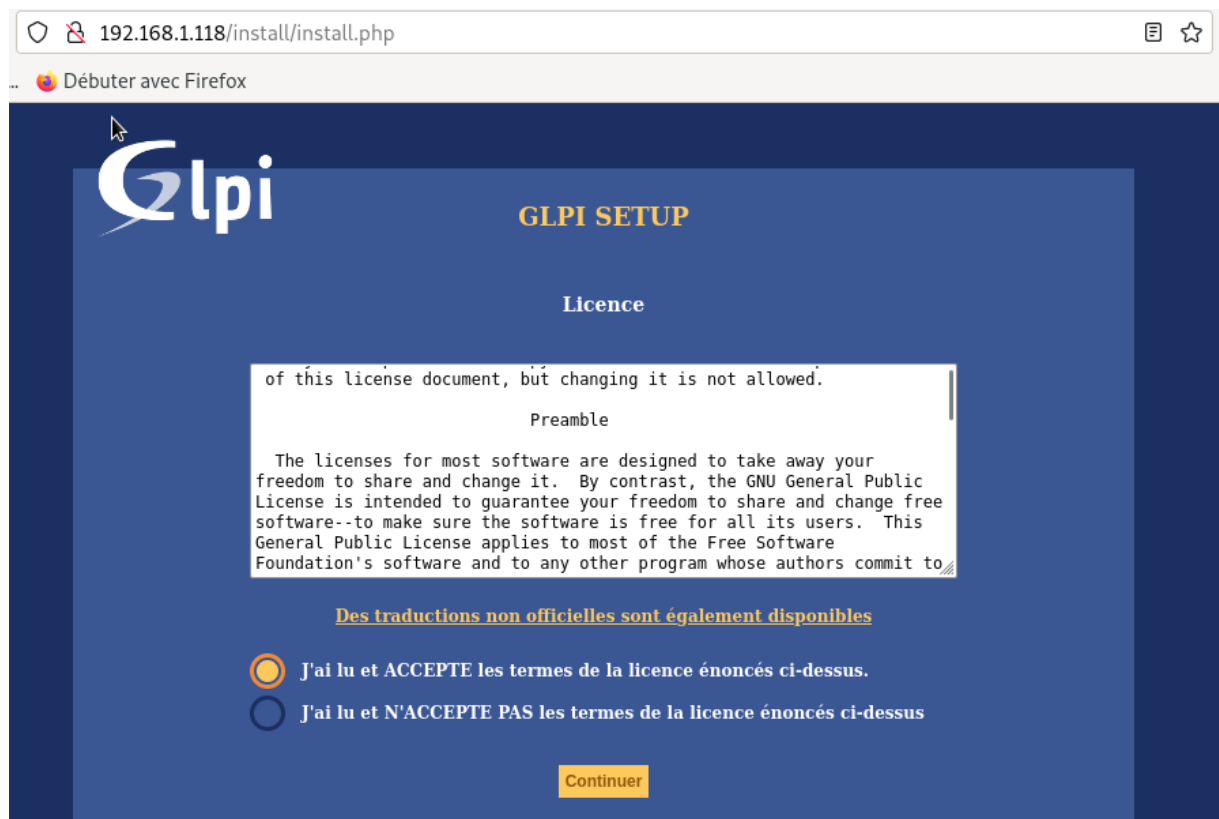 192.168.1.118/install/install.php
... Débuter avec Firefox
Glpi
GLPI SETUP
Licence
of this license document, but changing it is not allowed.
Preamble
The licenses for most software are designed to take away your
freedom to share and change it.  By contrast, the GNU General Public
License is intended to guarantee your freedom to share and change free
software--to make sure the software is free for all its users.  This
General Public License applies to most of the Free Software
Foundation's software and to any other program whose authors commit to
Des traductions non officielles sont également disponibles
J'ai lu et ACCEPTE les termes de la licence énoncés ci-dessus.
J'ai lu et N'ACCEPTE PAS les termes de la licence énoncés ci-dessus
Continuer